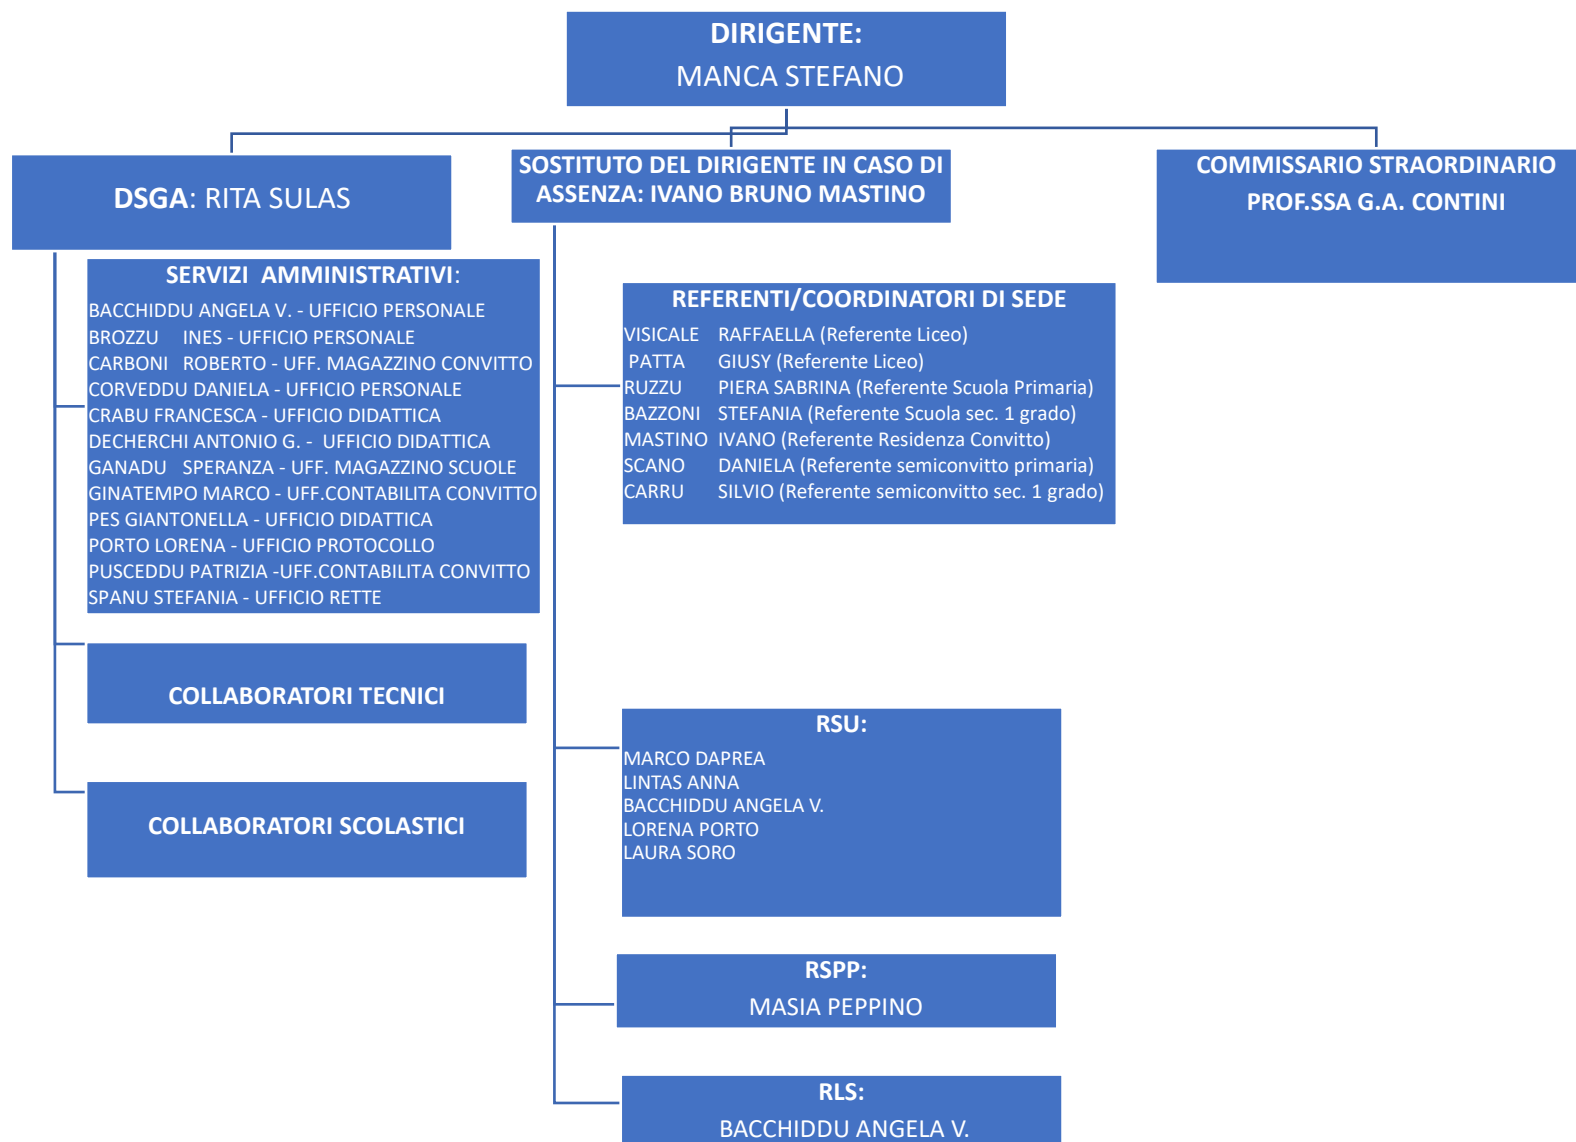 DIRIGENTE:
MANCA STEFANO
DSGA: RITA SULAS
SOSTITUTO DEL DIRIGENTE IN CASO DI
ASSENZA: IVANO BRUNO MASTINO
COMMISSARIO STRAORDINARIO
PROF.SSA G.A. CONTINI
SERVIZI AMMINISTRATIVI:
BACCHIDDU ANGELA V. - UFFICIO PERSONALE
BROZZU INES - UFFICIO PERSONALE
CARBONI ROBERTO - UFF. MAGAZZINO CONVITTO
CORVEDDU DANIELA - UFFICIO PERSONALE
CRABU FRANCESCA - UFFICIO DIDATTICA
DECHERCHI ANTONIO G. - UFFICIO DIDATTICA
GANADU SPERANZA - UFF. MAGAZZINO SCUOLE
GINATEMPO MARCO - UFF.CONTABILITA CONVITTO
PES GIANTONELLA - UFFICIO DIDATTICA
PORTO LORENA - UFFICIO PROTOCOLLO
PUSCEDDU PATRIZIA -UFF.CONTABILITA CONVITTO
SPANU STEFANIA - UFFICIO RETTE
COLLABORATORI TECNICI
COLLABORATORI SCOLASTICI
REFERENTI/COORDINATORI DI SEDE
VISICALE RAFFAELLA (Referente Liceo)
PATTA GIUSY (Referente Liceo)
RUZZU PIERA SABRINA (Referente Scuola Primaria)
BAZZONI STEFANIA (Referente Scuola sec. 1 grado)
MASTINO IVANO (Referente Residenza Convitto)
SCANO DANIELA (Referente semiconvitto primaria)
CARRU SILVIO (Referente semiconvitto sec. 1 grado)
RSU:
MARCO DAPREA
LINTAS ANNA
BACCHIDDU ANGELA V.
LORENA PORTO
LAURA SORO
RSPP:
MASIA PEPPINO
RLS:
BACCHIDDU ANGELA V.